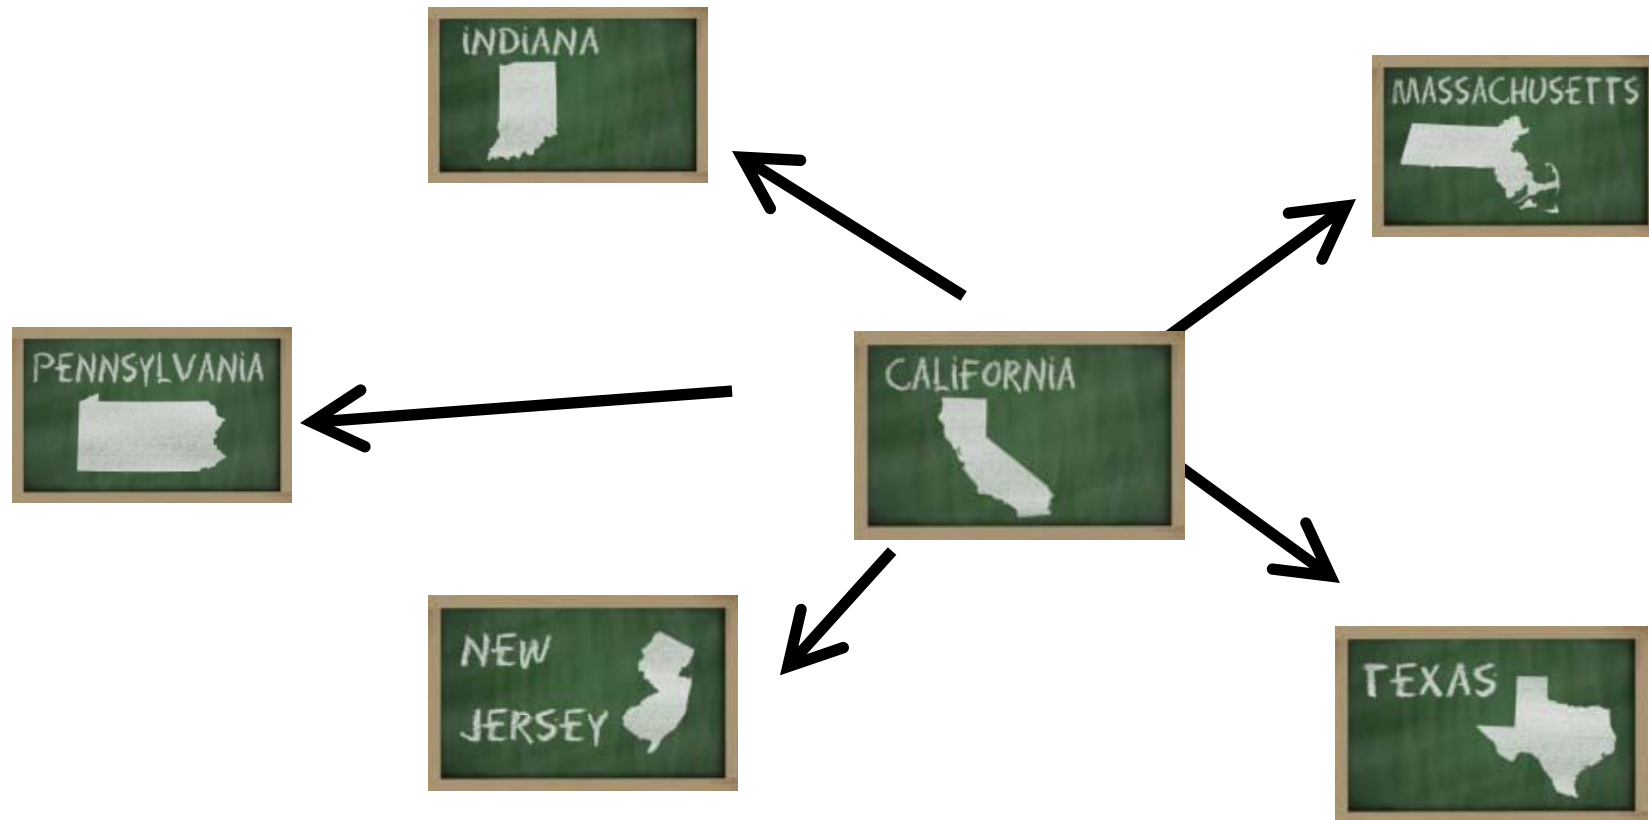 iNDiANA
MASSACHUSETTS
PENNSYLVANiA
CALiFORNiA
NEW
JERSEY
TEXAS